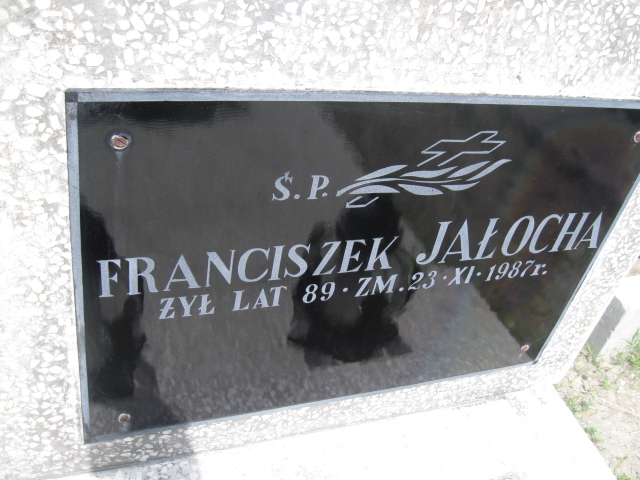 Ś.P.
FRANCISZEK JAŁOCHA
ŻYŁ LAT 89 · ZM. 23 · XI · 1987r.